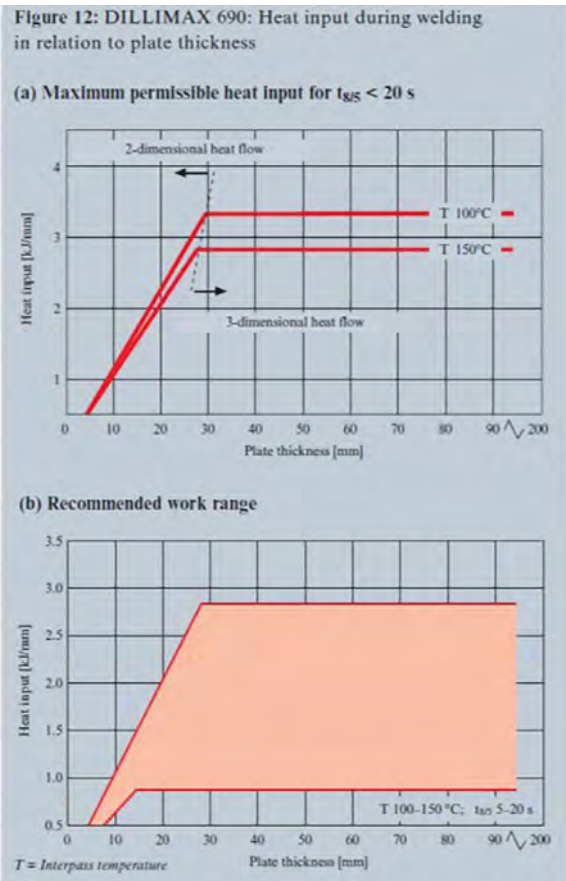 Figure 12: DILLIMAX 690: Heat input during welding
in relation to plate thickness
(a) Maximum permissible heat input for t8/5 < 20 s
2-dimensional heat flow
4
T 100°C
3
T 150°C
Heat input [kJ/mm]
2
3-dimensional heat flow
1
0 10 20 30 40 50 60 70 80 90 200
Plate thickness [mm]
(b) Recommended work range
3.5
3.0
2.5
Heat input [kJ/mm]
2.0
1.5
1.0
T 100-150 °C; t8/5 5-20 s
0.5
0 10 20 30 40 50 60 70 80 90 200
T = Interpass temperature
Plate thickness [mm]